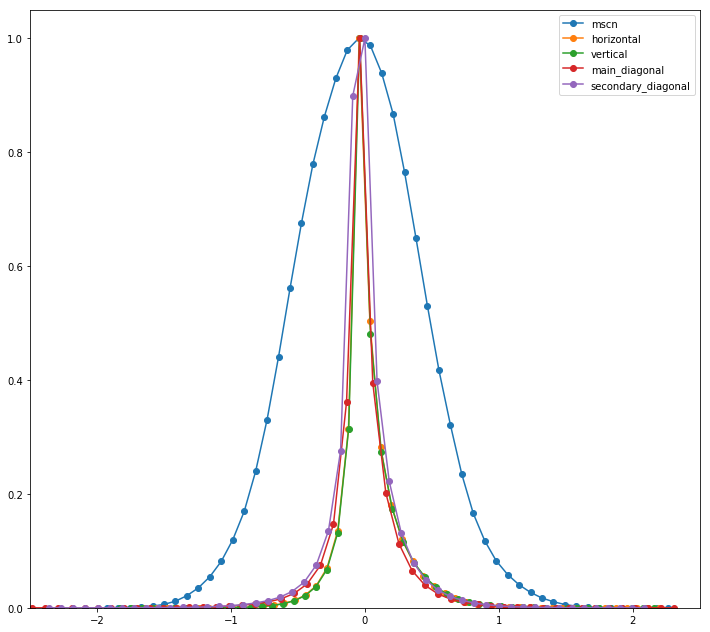 1.0
mscn
horizontal
vertical
main_diagonal
secondary_diagonal
0.8
0.6
0.4
0.2
0.0
−2 −1 0 1 2